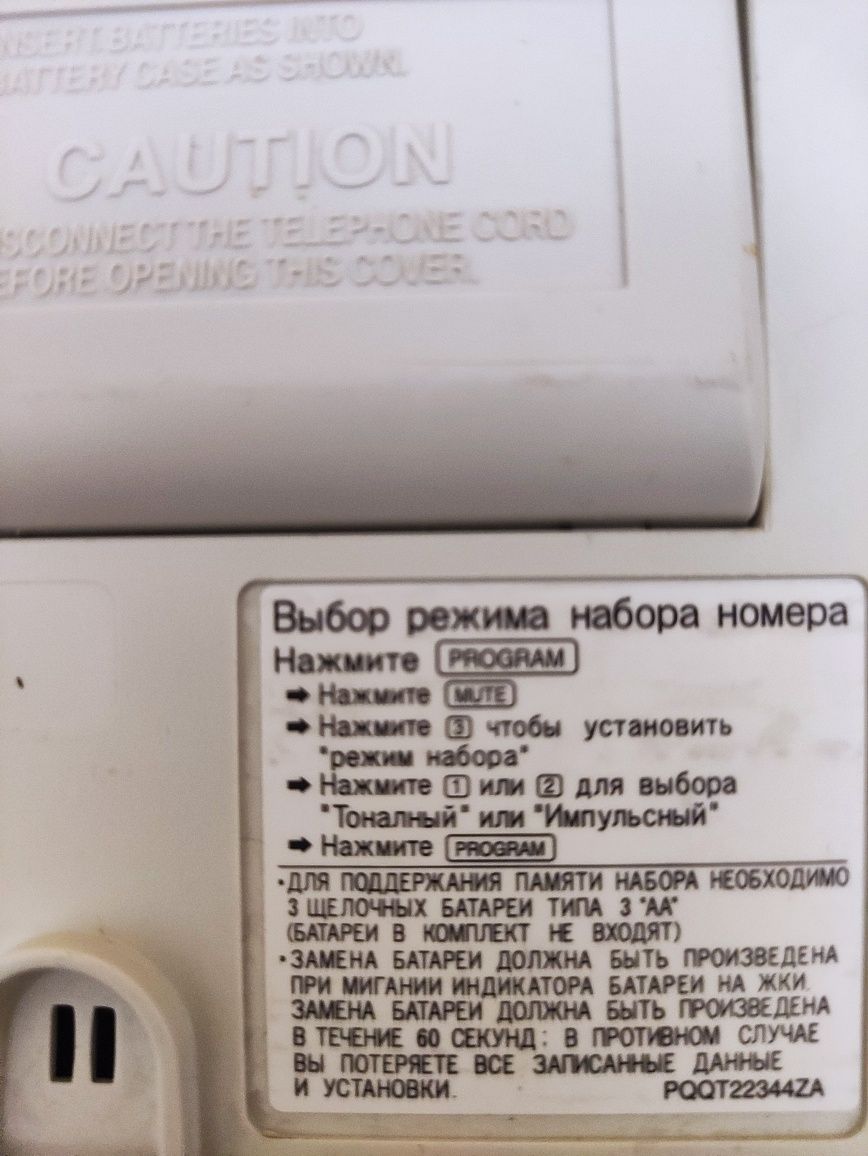 INSERT BATTERIES INTO
BATTERY CASE AS SHOWN.
CAUTION
ISCONNECT THE TELEPHONE CORD
EFORE OPENING THIS COVER.
Выбор режима набора номера
Нажмите PROGRAM
➡ Нажмите MUTE
➡ Нажмите 3 чтобы установить
"режим набора"
➡ Нажмите 1 или 2 для выбора
"Тоналный" или "Импульсный"
➡ Нажмите PROGRAM
•ДЛЯ ПОДДЕРЖАНИЯ ПАМЯТИ НАБОРА НЕОБХОДИМО
3 ЩЕЛОЧНЫХ БАТАРЕИ ТИПА 3 "АА"
(БАТАРЕИ В КОМПЛЕКТ НЕ ВХОДЯТ)
•ЗАМЕНА БАТАРЕИ ДОЛЖНА БЫТЬ ПРОИЗВЕДЕНА
ПРИ МИГАНИИ ИНДИКАТОРА БАТАРЕИ НА ЖКИ.
ЗАМЕНА БАТАРЕИ ДОЛЖНА БЫТЬ ПРОИЗВЕДЕНА
В ТЕЧЕНИЕ 60 СЕКУНД: В ПРОТИВНОМ СЛУЧАЕ
ВЫ ПОТЕРЯЕТЕ ВСЕ ЗАПИСАННЫЕ ДАННЫЕ
И УСТАНОВКИ. PQQT22344ZA